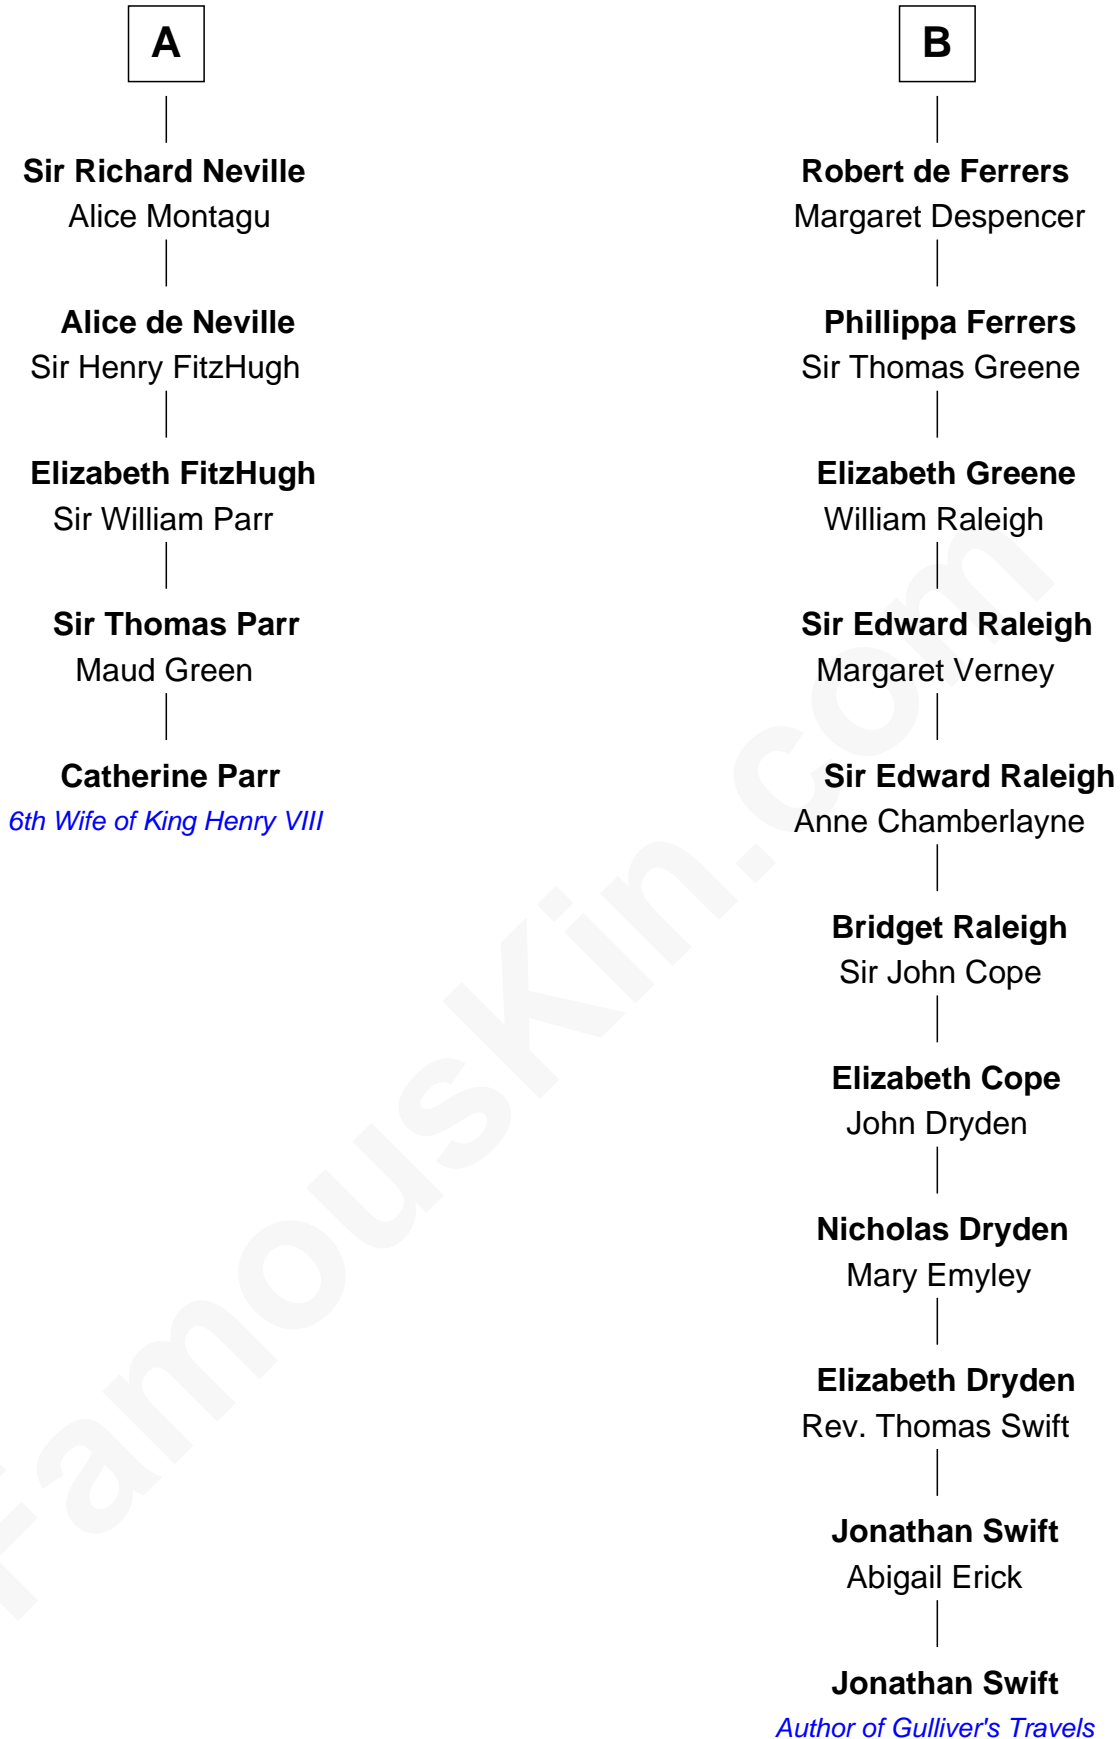 A
Sir Richard Neville
Alice Montagu
Alice de Neville
Sir Henry FitzHugh
Elizabeth FitzHugh
Sir William Parr
Sir Thomas Parr
Maud Green
Catherine Parr
6th Wife of King Henry VIII
B
Robert de Ferrers
Margaret Despencer
Phillippa Ferrers
Sir Thomas Greene
Elizabeth Greene
William Raleigh
Sir Edward Raleigh
Margaret Verney
Sir Edward Raleigh
Anne Chamberlayne
Bridget Raleigh
Sir John Cope
Elizabeth Cope
John Dryden
Nicholas Dryden
Mary Emyley
Elizabeth Dryden
Rev. Thomas Swift
Jonathan Swift
Abigail Erick
Jonathan Swift
Author of Gulliver's Travels
FamousKin.com